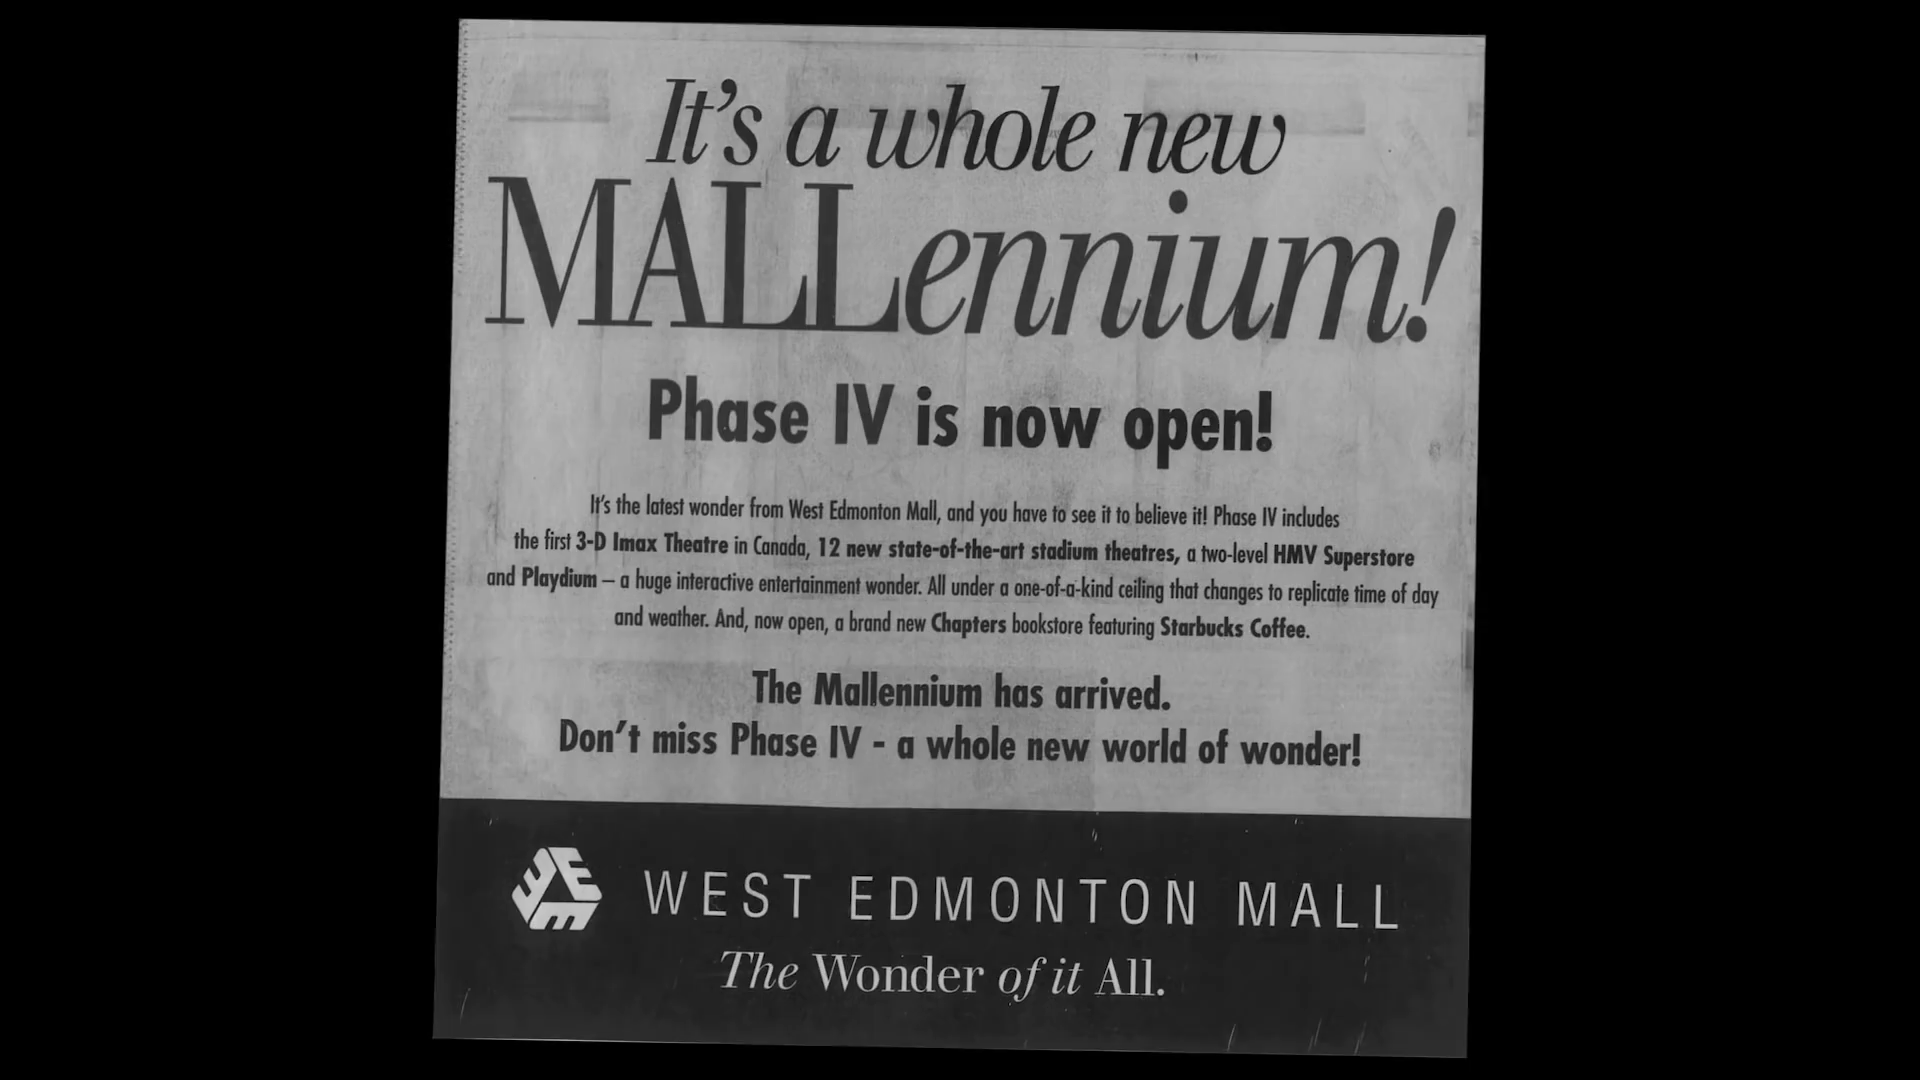 It's a whole new
MALLennium!
Phase IV is now open!
It's the latest wonder from West Edmonton Mall, and you have to see it to believe it! Phase IV includes
the first 3-D Imax Theatre in Canada, 12 new state-of-the-art stadium theatres, a two-level HMV Superstore
and Playdium – a huge interactive entertainment wonder. All under a one-of-a-kind ceiling that changes to replicate time of day
and weather. And, now open, a brand new Chapters bookstore featuring Starbucks Coffee.
The Mallennium has arrived.
Don't miss Phase IV - a whole new world of wonder!
WEM
WEST EDMONTON MALL
The Wonder of it All.